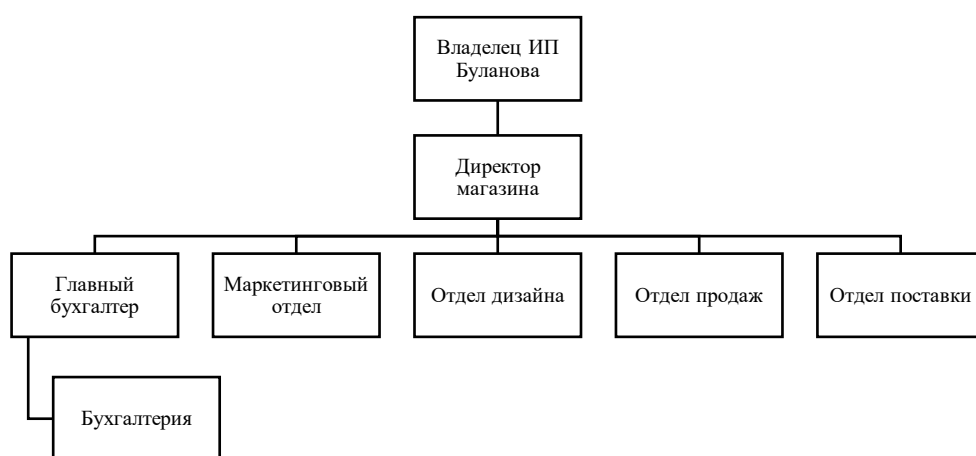 Владелец ИП
Буланова
Директор
магазина
Главный
бухгалтер
Маркетинговый
отдел
Отдел дизайна
Отдел продаж
Отдел поставки
Бухгалтерия